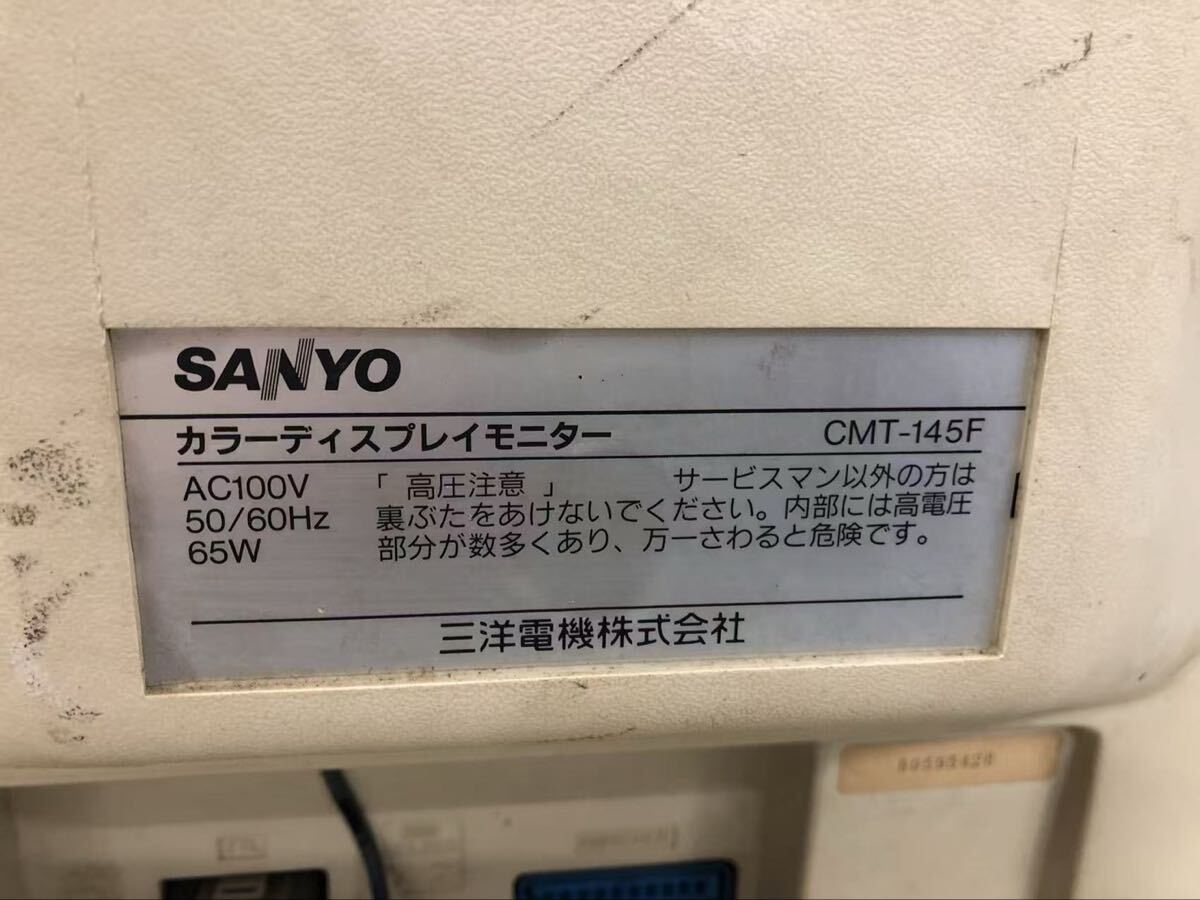 SANYO
カラーディスプレイモニター CMT-145F
AC100V 「 高圧注意 」 サービスマン以外の方は
50/60Hz 裏ぶたをあけないでください。内部には高電圧
65W 部分が数多くあり、万一さわると危険です。
三洋電機株式会社